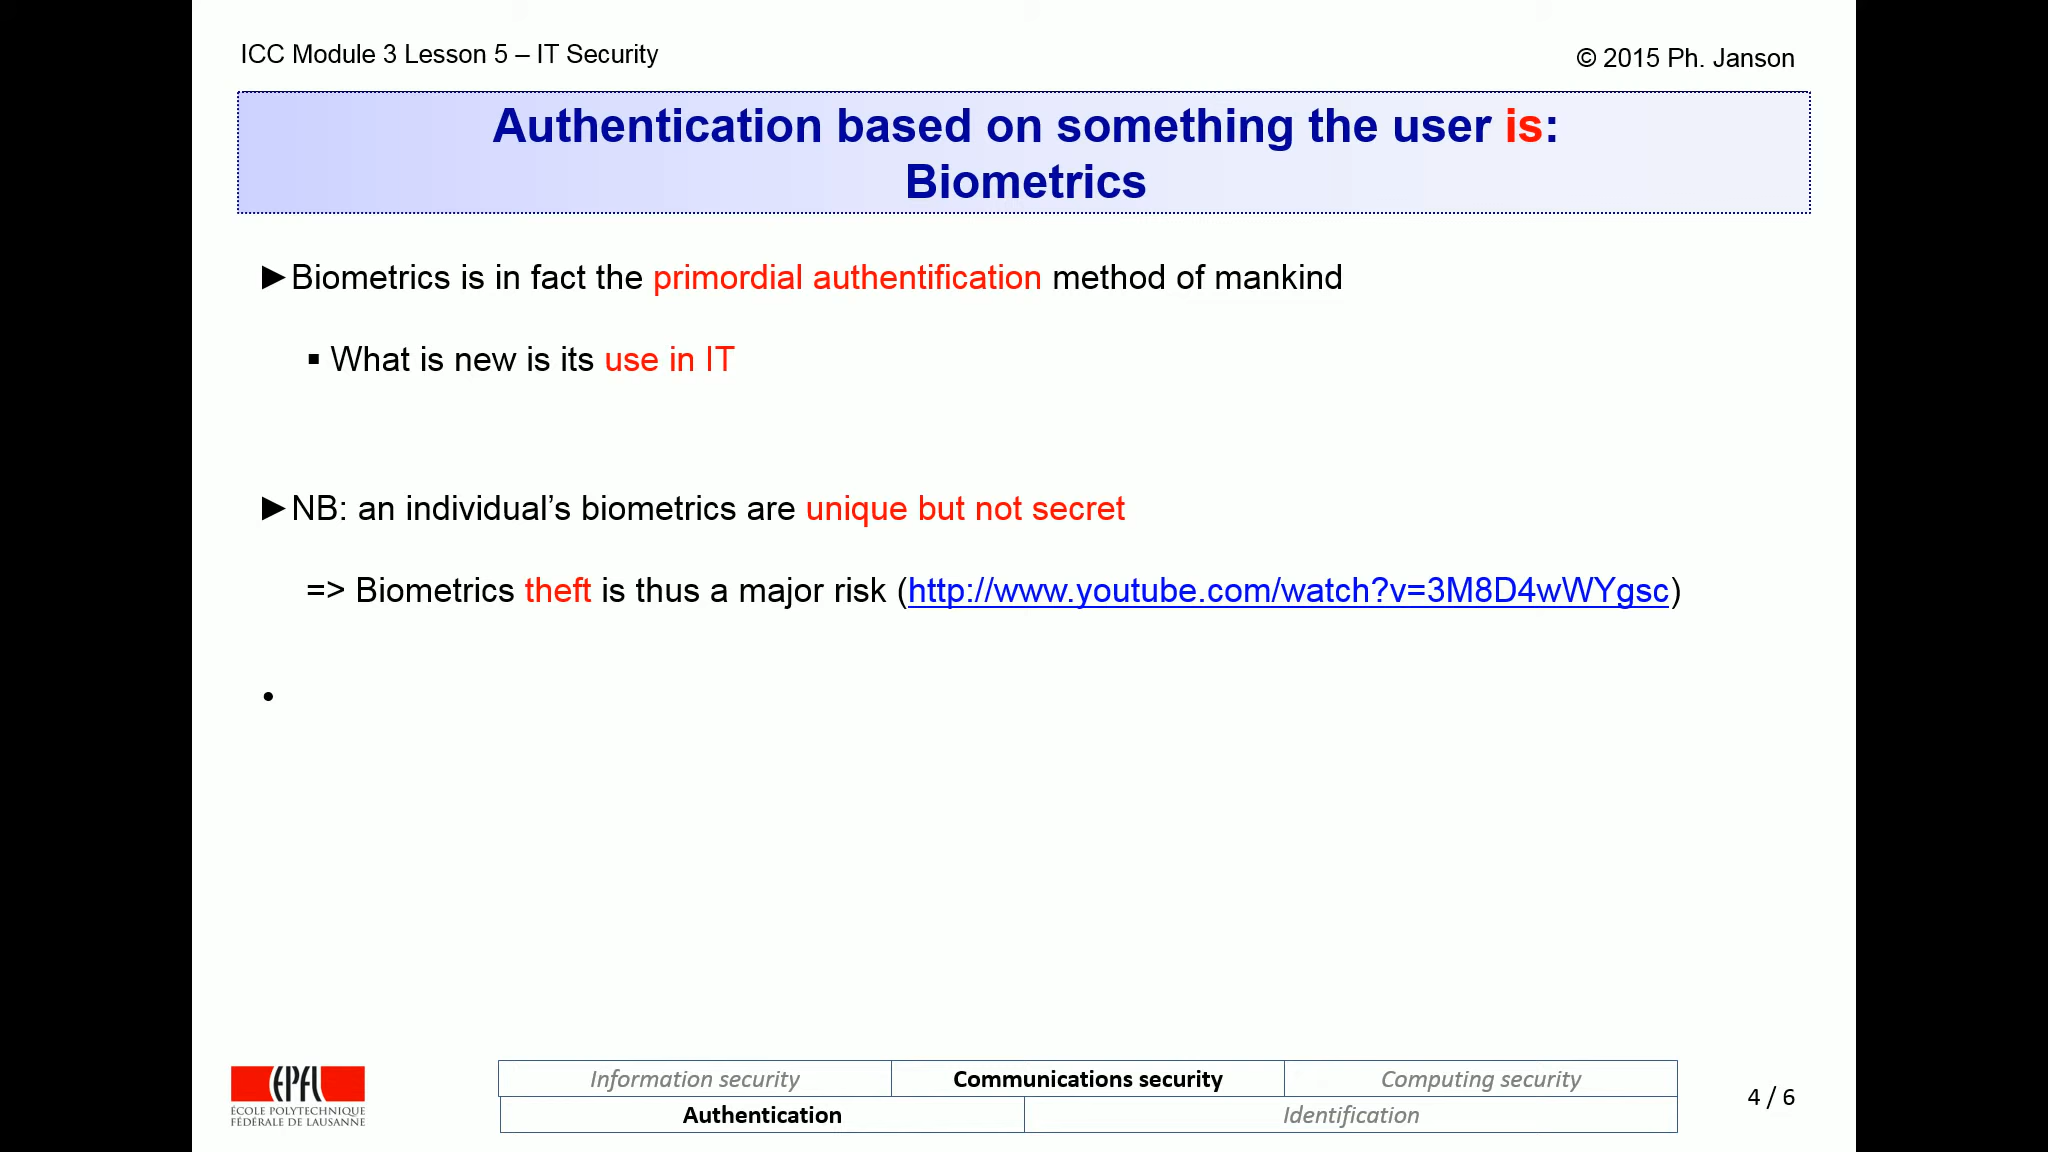 ICC Module 3 Lesson 5 – IT Security
© 2015 Ph. Janson
Authentication based on something the user is:
Biometrics
►Biometrics is in fact the primordial authentification method of mankind
▪ What is new is its use in IT
►NB: an individual’s biometrics are unique but not secret
=> Biometrics theft is thus a major risk (http://www.youtube.com/watch?v=3M8D4wWYgsc)
•
EPFL
ÉCOLE POLYTECHNIQUE
FÉDÉRALE DE LAUSANNE
Information security
Communications security
Computing security
Authentication
Identification
4 / 6